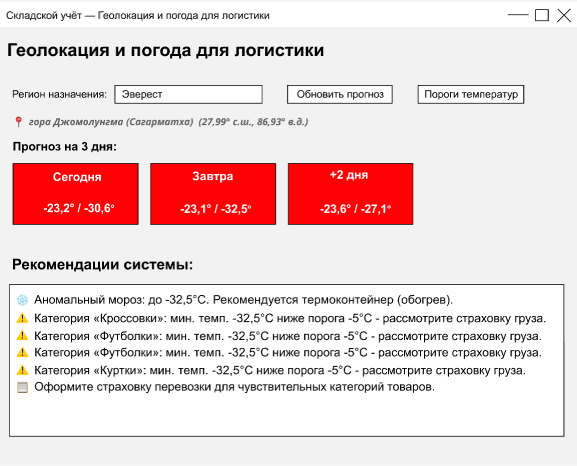 Складской учёт — Геолокация и погода для логистики
Геолокация и погода для логистики
Регион назначения: Эверест Обновить прогноз Пороги температур
📍 гора Джомолунгма (Сагарматха) (27,99° с.ш., 86,93° в.д.)
Прогноз на 3 дня:
Сегодня Завтра +2 дня
-23,2° / -30,6° -23,1° / -32,5° -23,6° / -27,1°
Рекомендации системы:
❄️ Аномальный мороз: до -32,5°C. Рекомендуется термоконтейнер (обогрев).
⚠️ Категория «Кроссовки»: мин. темп. -32,5°C ниже порога -5°C - рассмотрите страховку груза.
⚠️ Категория «Футболки»: мин. темп. -32,5°C ниже порога -5°C - рассмотрите страховку груза.
⚠️ Категория «Футболки»: мин. темп. -32,5°C ниже порога -5°C - рассмотрите страховку груза.
⚠️ Категория «Куртки»: мин. темп. -32,5°C ниже порога -5°C - рассмотрите страховку груза.
📋 Оформите страховку перевозки для чувствительных категорий товаров.